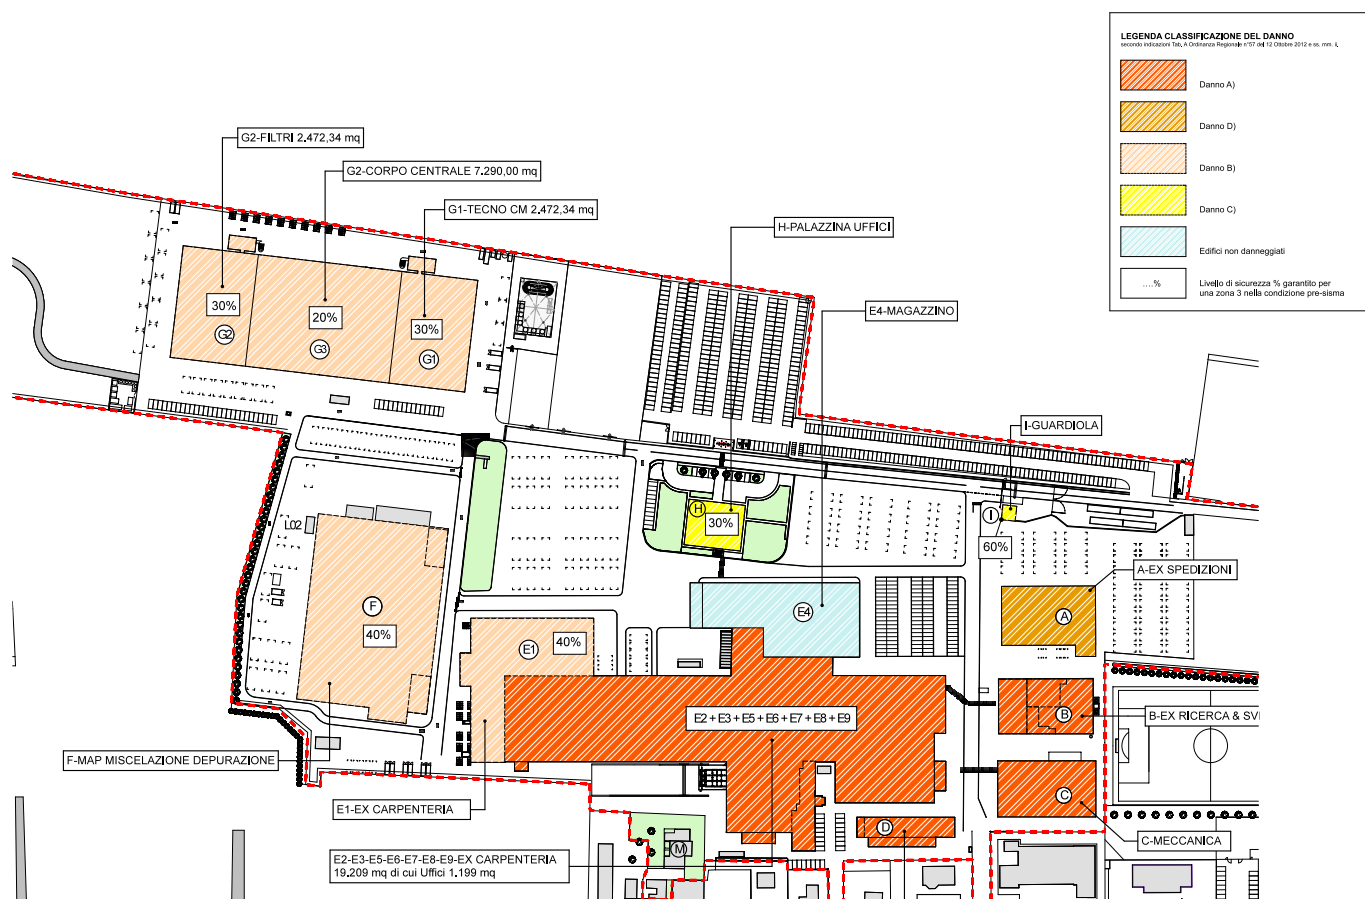 LEGENDA CLASSIFICAZIONE DEL DANNO
secondo indicazioni Tab. A Ordinanza Regionale n°57 del 12 Ottobre 2012 e ss. mm. ii.
Danno A)
Danno D)
Danno B)
Danno C)
Edifici non danneggiati
....%
Livello di sicurezza % garantito per
una zona 3 nella condizione pre-sisma
G2-FILTRI 2.472,34 mq
G2-CORPO CENTRALE 7.290,00 mq
G1-TECNO CM 2.472,34 mq
H-PALAZZINA UFFICI
E4-MAGAZZINO
I-GUARDIOLA
30%
G2
20%
G3
30%
G1
H
30%
I
60%
L02
A-EX SPEDIZIONI
F
40%
E1
40%
E4
A
E2+E3+E5+E6+E7+E8+E9
B
B-EX RICERCA & SVI
F-MAP MISCELAZIONE DEPURAZIONE
E1-EX CARPENTERIA
C
D
C-MECCANICA
M
E2-E3-E5-E6-E7-E8-E9-EX CARPENTERIA
19.209 mq di cui Uffici 1.199 mq